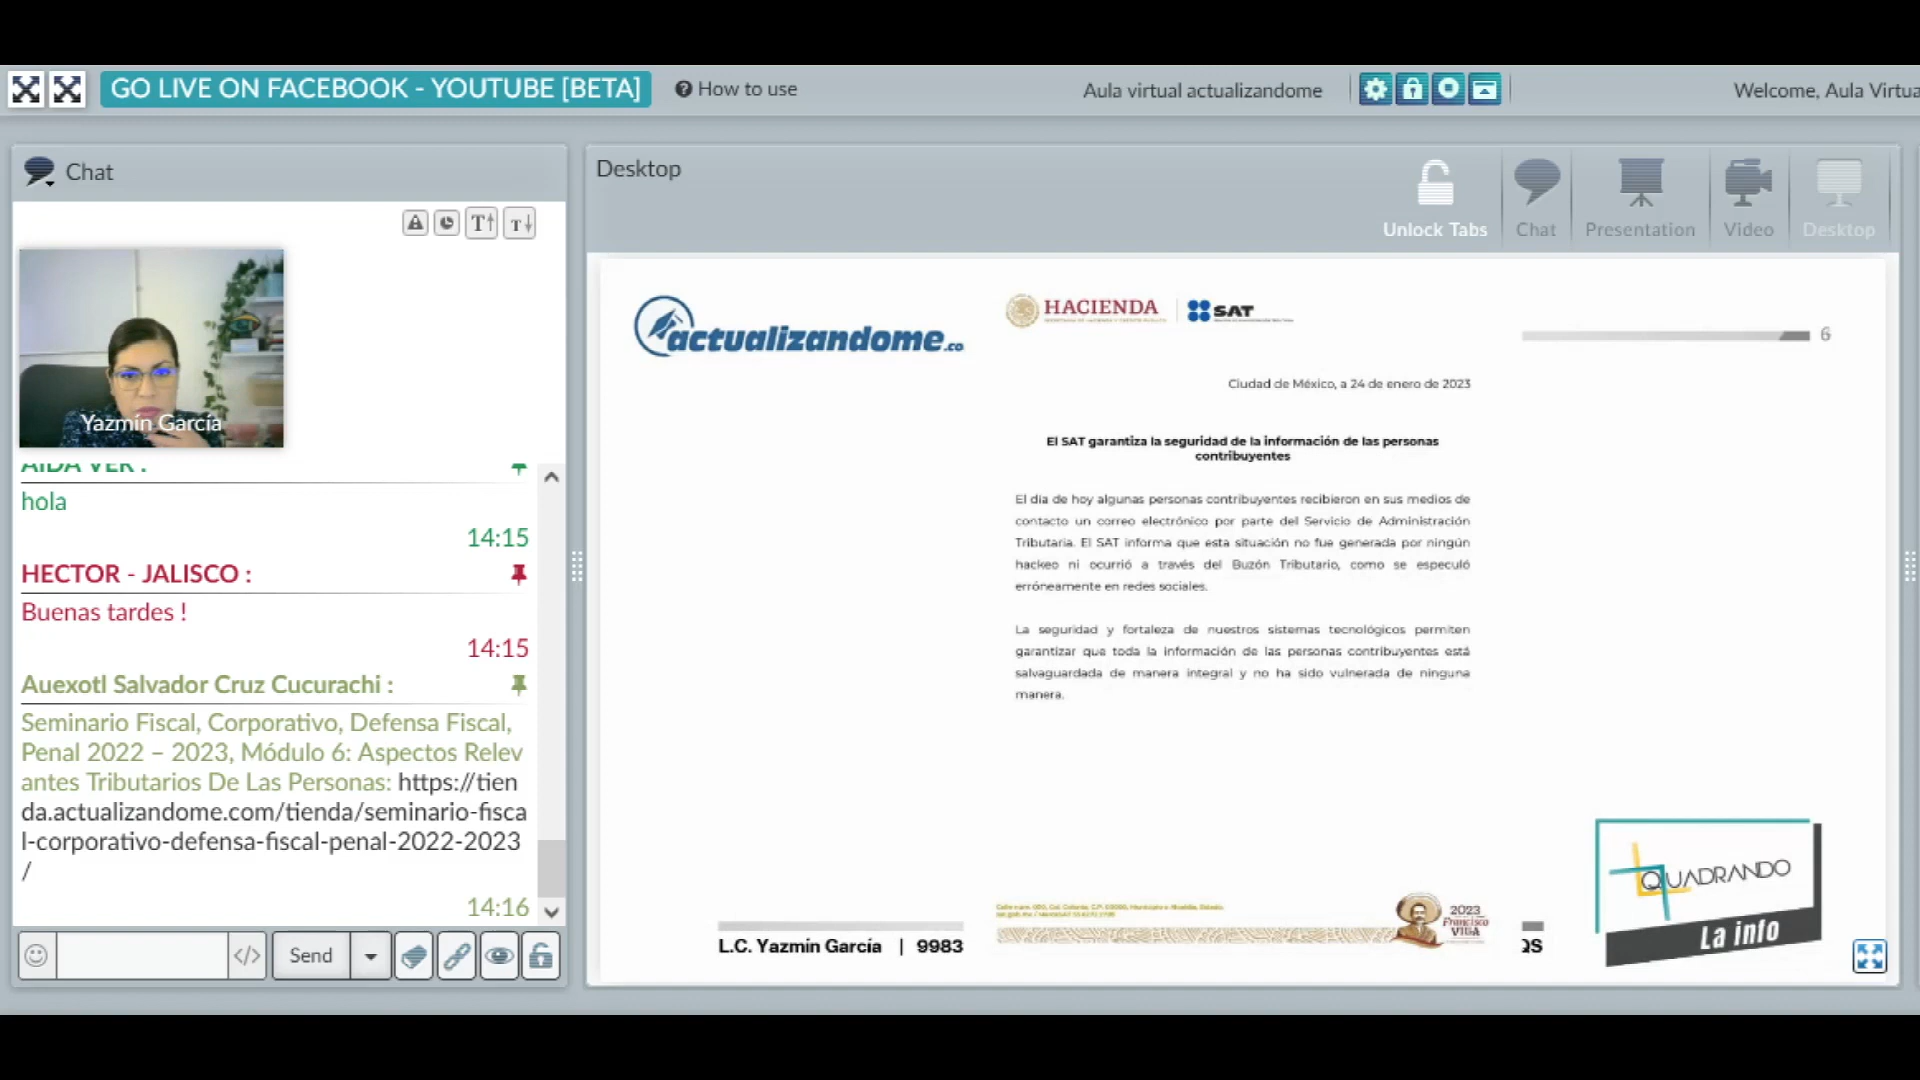 GO LIVE ON FACEBOOK - YOUTUBE [BETA]
How to use
Aula virtual actualizandome
Welcome, Aula Virtua
Chat
T
T
Yazmín García
AIDA VER :
hola
14:15
HECTOR - JALISCO :
Buenas tardes !
14:15
Auexotl Salvador Cruz Cucurachi :
Seminario Fiscal, Corporativo, Defensa Fiscal,
Penal 2022 – 2023, Módulo 6: Aspectos Relev
antes Tributarios De Las Personas: https://tien
da.actualizandome.com/tienda/seminario-fisca
l-corporativo-defensa-fiscal-penal-2022-2023
/
14:16
</>
Send
Desktop
Unlock Tabs
Chat
Presentation
Video
Desktop
actualizandome.co
HACIENDA
SAT
6
Ciudad de México, a 24 de enero de 2023
El SAT garantiza la seguridad de la información de las personas
contribuyentes
El día de hoy algunas personas contribuyentes recibieron en sus medios de
contacto un correo electrónico por parte del Servicio de Administración
Tributaria. El SAT informa que esta situación no fue generada por ningún
hackeo ni ocurrió a través del Buzón Tributario, como se especuló
erróneamente en redes sociales.
La seguridad y fortaleza de nuestros sistemas tecnológicos permiten
garantizar que toda la información de las personas contribuyentes está
salvaguardada de manera integral y no ha sido vulnerada de ninguna
manera.
2023
Francisco
VILLA
L.C. Yazmín García | 9983
QS
QUADRANDO
La info